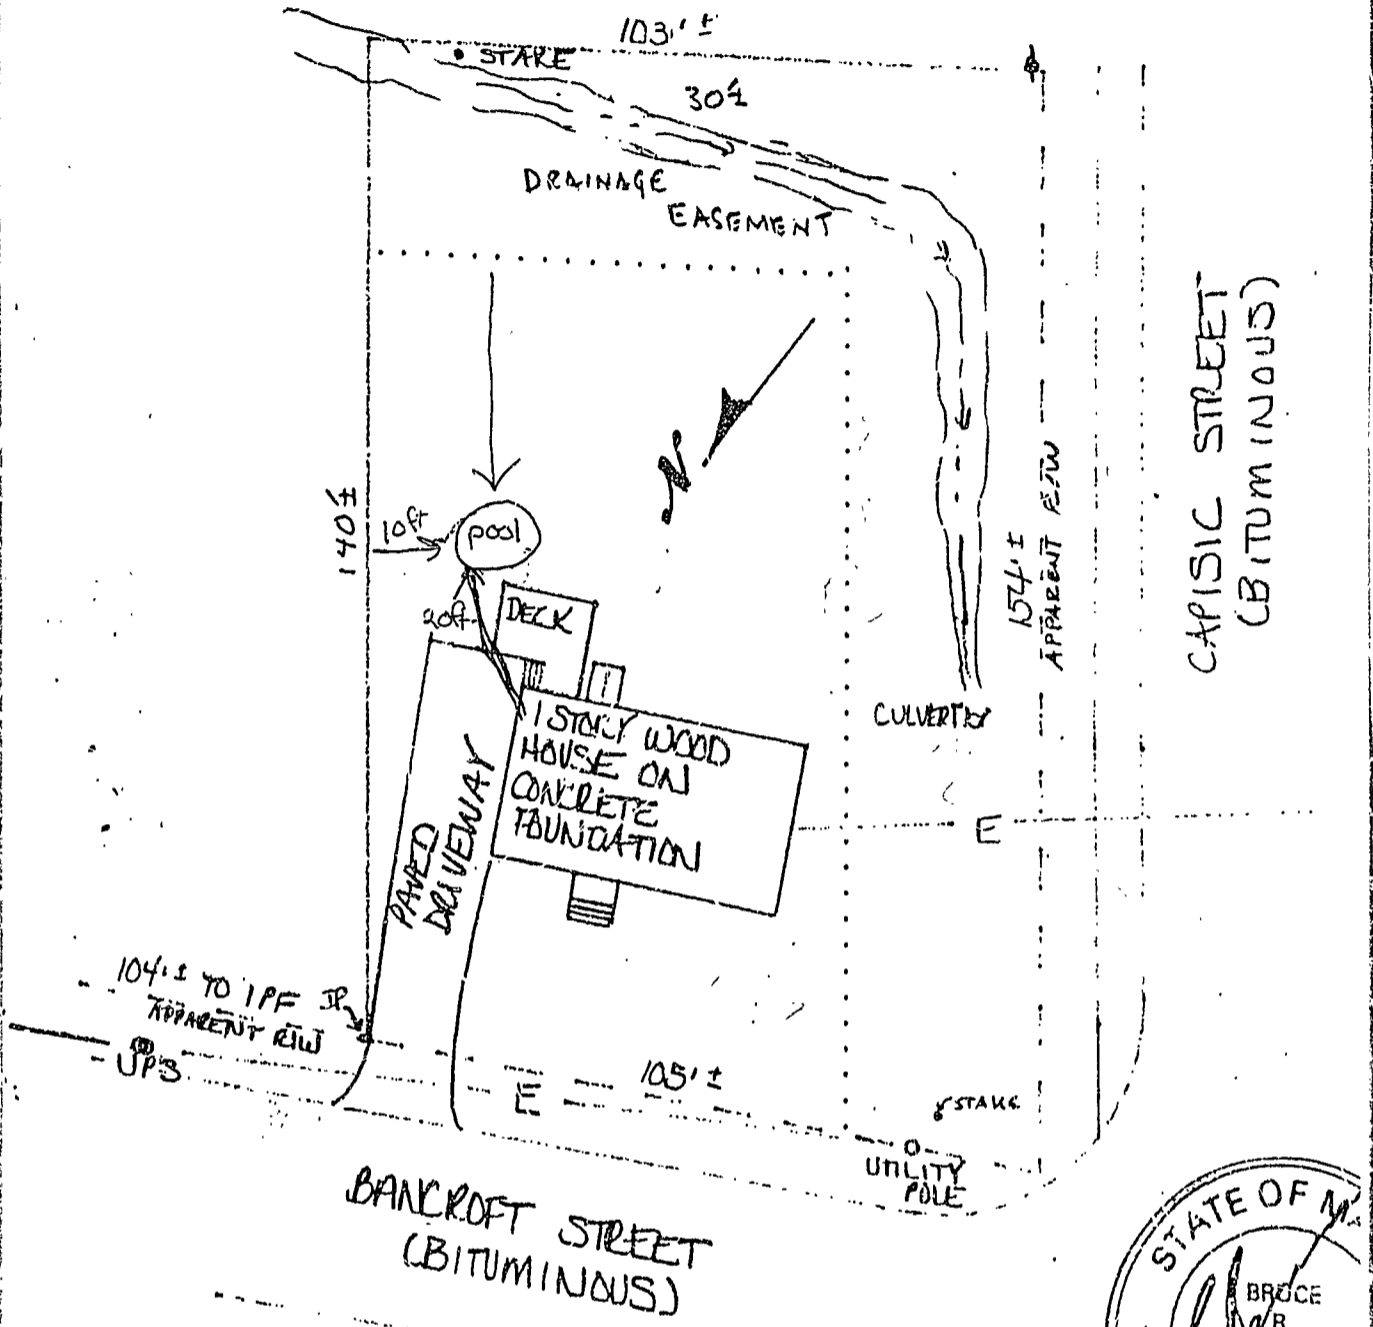 103.' ±
STAKE
30' ±
DRAINAGE
EASEMENT
N
140' ±
10ft
pool
20ft
DECK
154' ±
APPARENT R/W
CAPISIC STREET
(BITUMINOUS)
CULVERT
1 STORY WOOD
HOUSE ON
CONCRETE
FOUNDATION
PAVED
DRIVEWAY
E
104.' ± TO IPF
IP
APPARENT R/W
UP3
E
105' ±
STAKE
UTILITY
POLE
BANCROFT STREET
(BITUMINOUS)
STATE OF
BRUCE
R